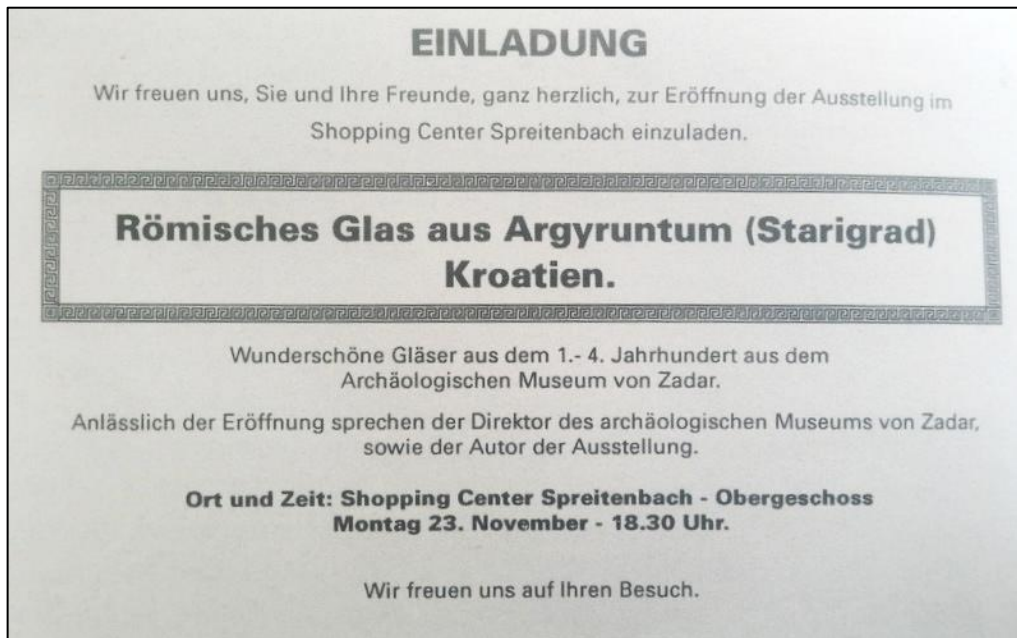 EINLADUNG
Wir freuen uns, Sie und Ihre Freunde, ganz herzlich, zur Eröffnung der Ausstellung im
Shopping Center Spreitenbach einzuladen.
Römisches Glas aus Argyruntum (Starigrad)
Kroatien.
Wunderschöne Gläser aus dem 1.- 4. Jahrhundert aus dem
Archäologischen Museum von Zadar.
Anlässlich der Eröffnung sprechen der Direktor des archäologischen Museums von Zadar,
sowie der Autor der Ausstellung.
Ort und Zeit: Shopping Center Spreitenbach - Obergeschoss
Montag 23. November - 18.30 Uhr.
Wir freuen uns auf Ihren Besuch.